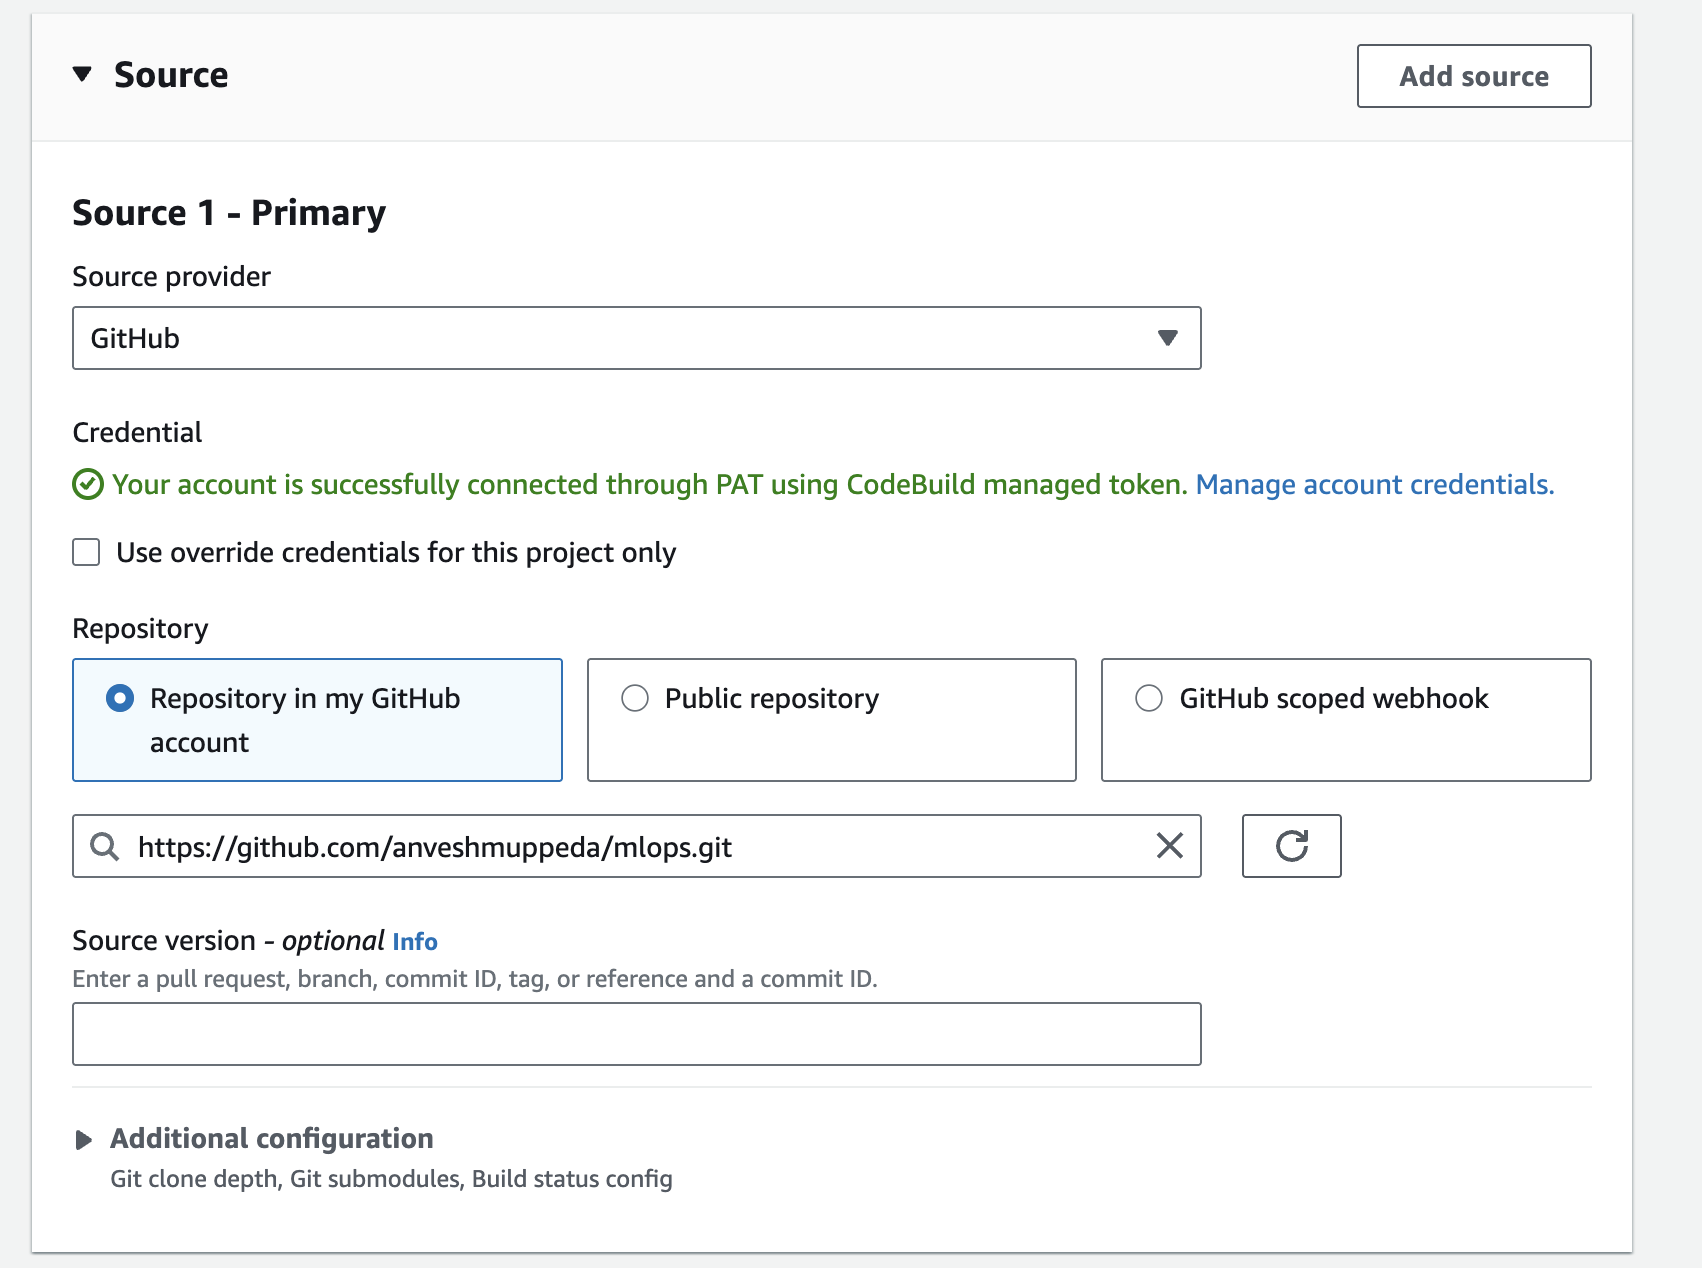 Source
Add source
Source 1 - Primary
Source provider
GitHub
Credential
Your account is successfully connected through PAT using CodeBuild managed token. Manage account credentials.
Use override credentials for this project only
Repository
Repository in my GitHub
account
Public repository
GitHub scoped webhook
https://github.com/anveshmuppeda/mlops.git
Source version - optional Info
Enter a pull request, branch, commit ID, tag, or reference and a commit ID.
Additional configuration
Git clone depth, Git submodules, Build status config